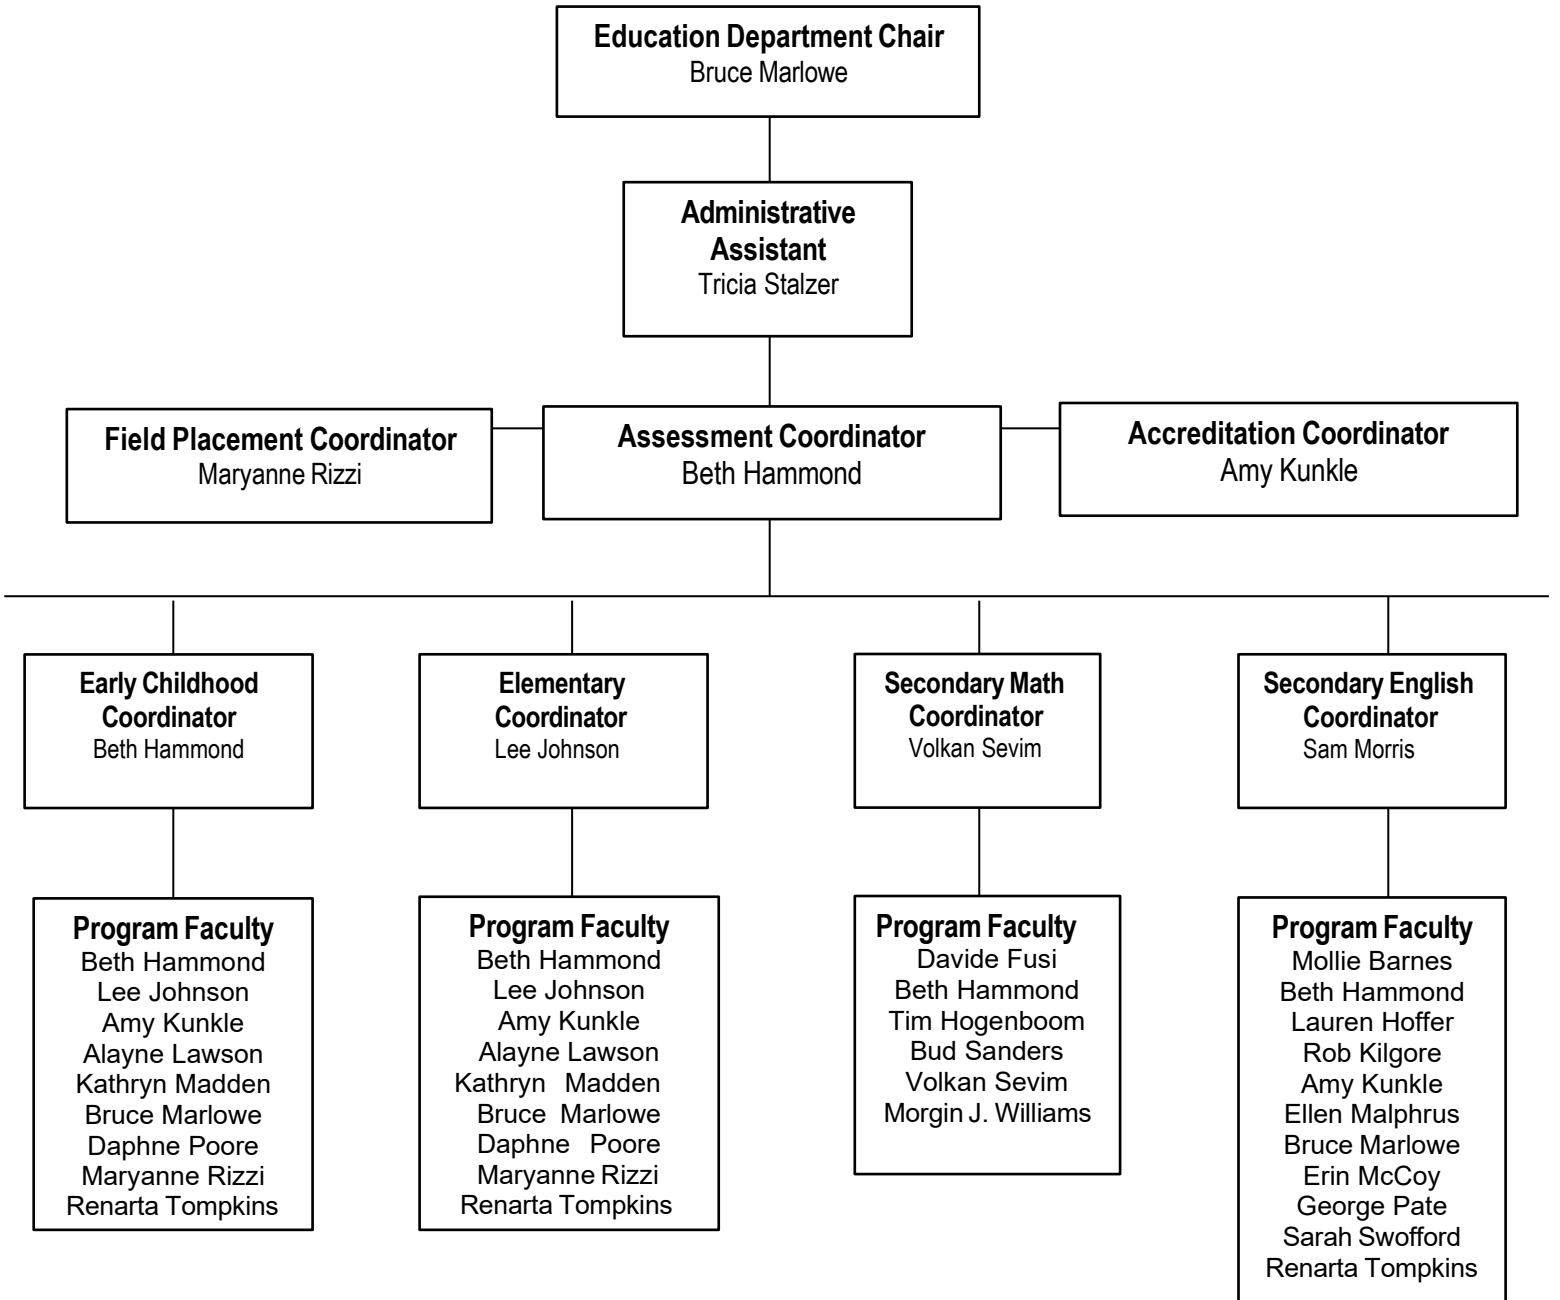 Education Department Chair
Bruce Marlowe
Administrative
Assistant
Tricia Stalzer
Field Placement Coordinator
Maryanne Rizzi
Assessment Coordinator
Beth Hammond
Accreditation Coordinator
Amy Kunkle
Early Childhood
Coordinator
Beth Hammond
Elementary
Coordinator
Lee Johnson
Secondary Math
Coordinator
Volkan Sevim
Secondary English
Coordinator
Sam Morris
Program Faculty
Beth Hammond
Lee Johnson
Amy Kunkle
Alayne Lawson
Kathryn Madden
Bruce Marlowe
Daphne Poore
Maryanne Rizzi
Renarta Tompkins
Program Faculty
Beth Hammond
Lee Johnson
Amy Kunkle
Alayne Lawson
Kathryn Madden
Bruce Marlowe
Daphne Poore
Maryanne Rizzi
Renarta Tompkins
Program Faculty
Davide Fusi
Beth Hammond
Tim Hogenboom
Bud Sanders
Volkan Sevim
Morgin J. Williams
Program Faculty
Mollie Barnes
Beth Hammond
Lauren Hoffer
Rob Kilgore
Amy Kunkle
Ellen Malphrus
Bruce Marlowe
Erin McCoy
George Pate
Sarah Swofford
Renarta Tompkins